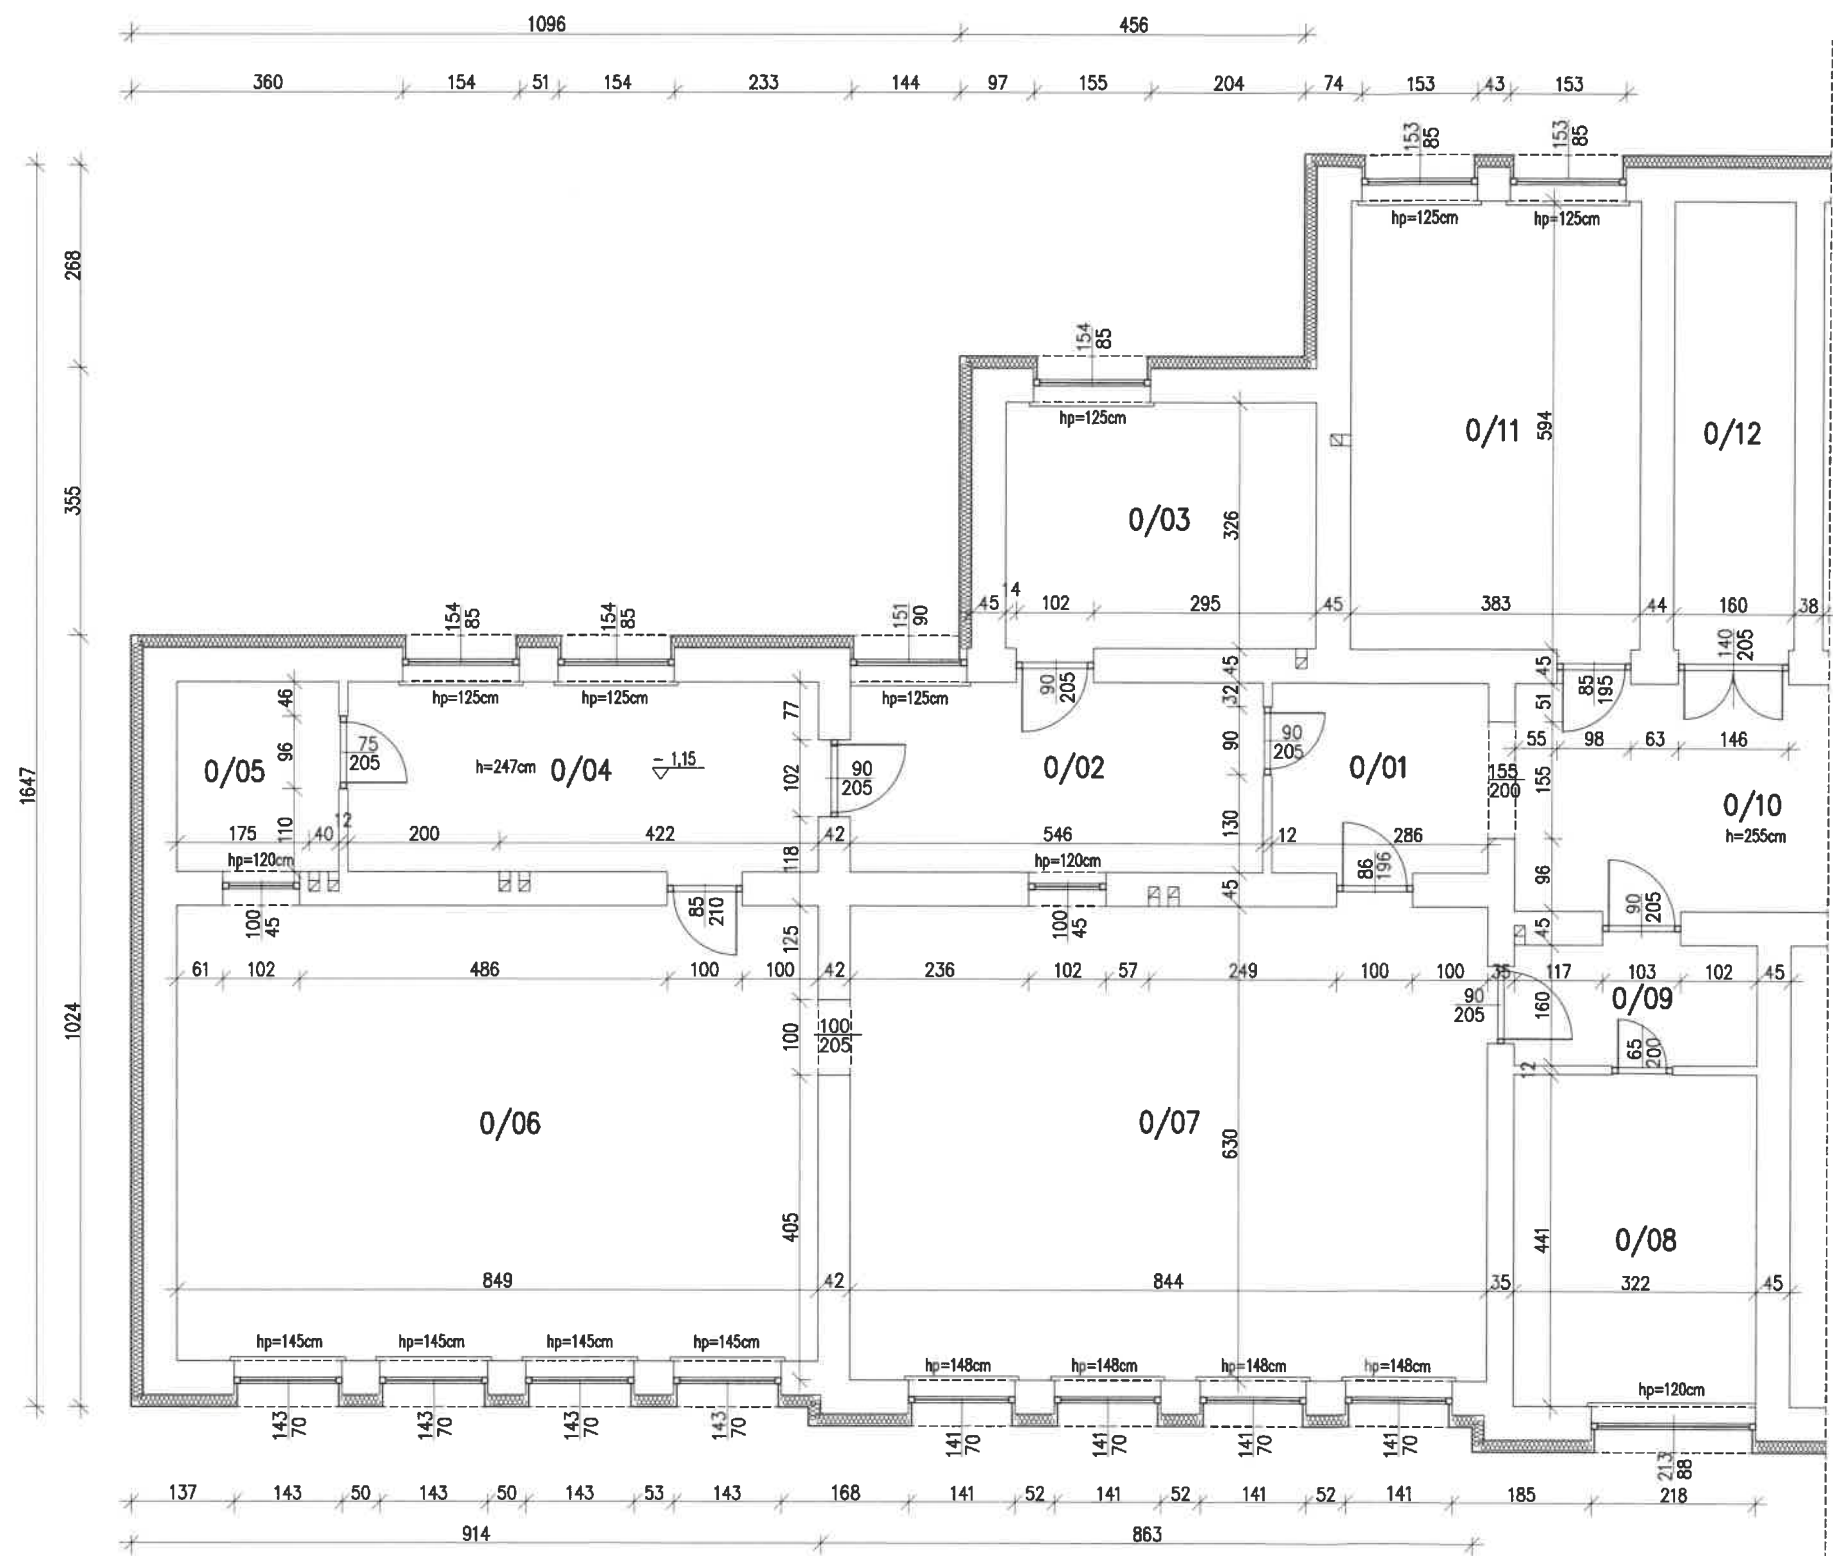 1096 456
360 154 51 154 233 144 97 155 204 74 153 43 153
153 85 153 85
hp=125cm hp=125cm
268
154 85
hp=125cm
0/11 594 0/12
355
0/03 326
14
45 102 295 45 383 44 160 38
154 85 154 85 151 90
140 205
90 205 45 85 195 45
hp=125cm hp=125cm hp=125cm
46 77 32 51
75 205 96 90 90 205 55 98 63 146
1647
0/05 h=247cm 0/04 - 1,15 102 90 205 0/02 0/01 155 200 155 0/10
h=255cm
12
175 40 110 200 422 42 546 130 12 286
hp=120cm 118 hp=120cm 86 196 96
45
100 45 85 210 125 100 45 90 205 45
61 102 486 100 100 42 236 102 57 249 100 100 35 117 103 102 45
1024
90 205 160 0/09
100 100 205
65 200
12
0/06 0/07 630
405 441 0/08
849 42 844 35 322 45
hp=145cm hp=145cm hp=145cm hp=145cm
hp=148cm hp=148cm hp=148cm hp=148cm
hp=120cm
143 70 143 70 143 70 143 70
141 70 141 70 141 70 141 70
213 88
137 143 50 143 50 143 53 143 168 141 52 141 52 141 52 141 185 218
914 863